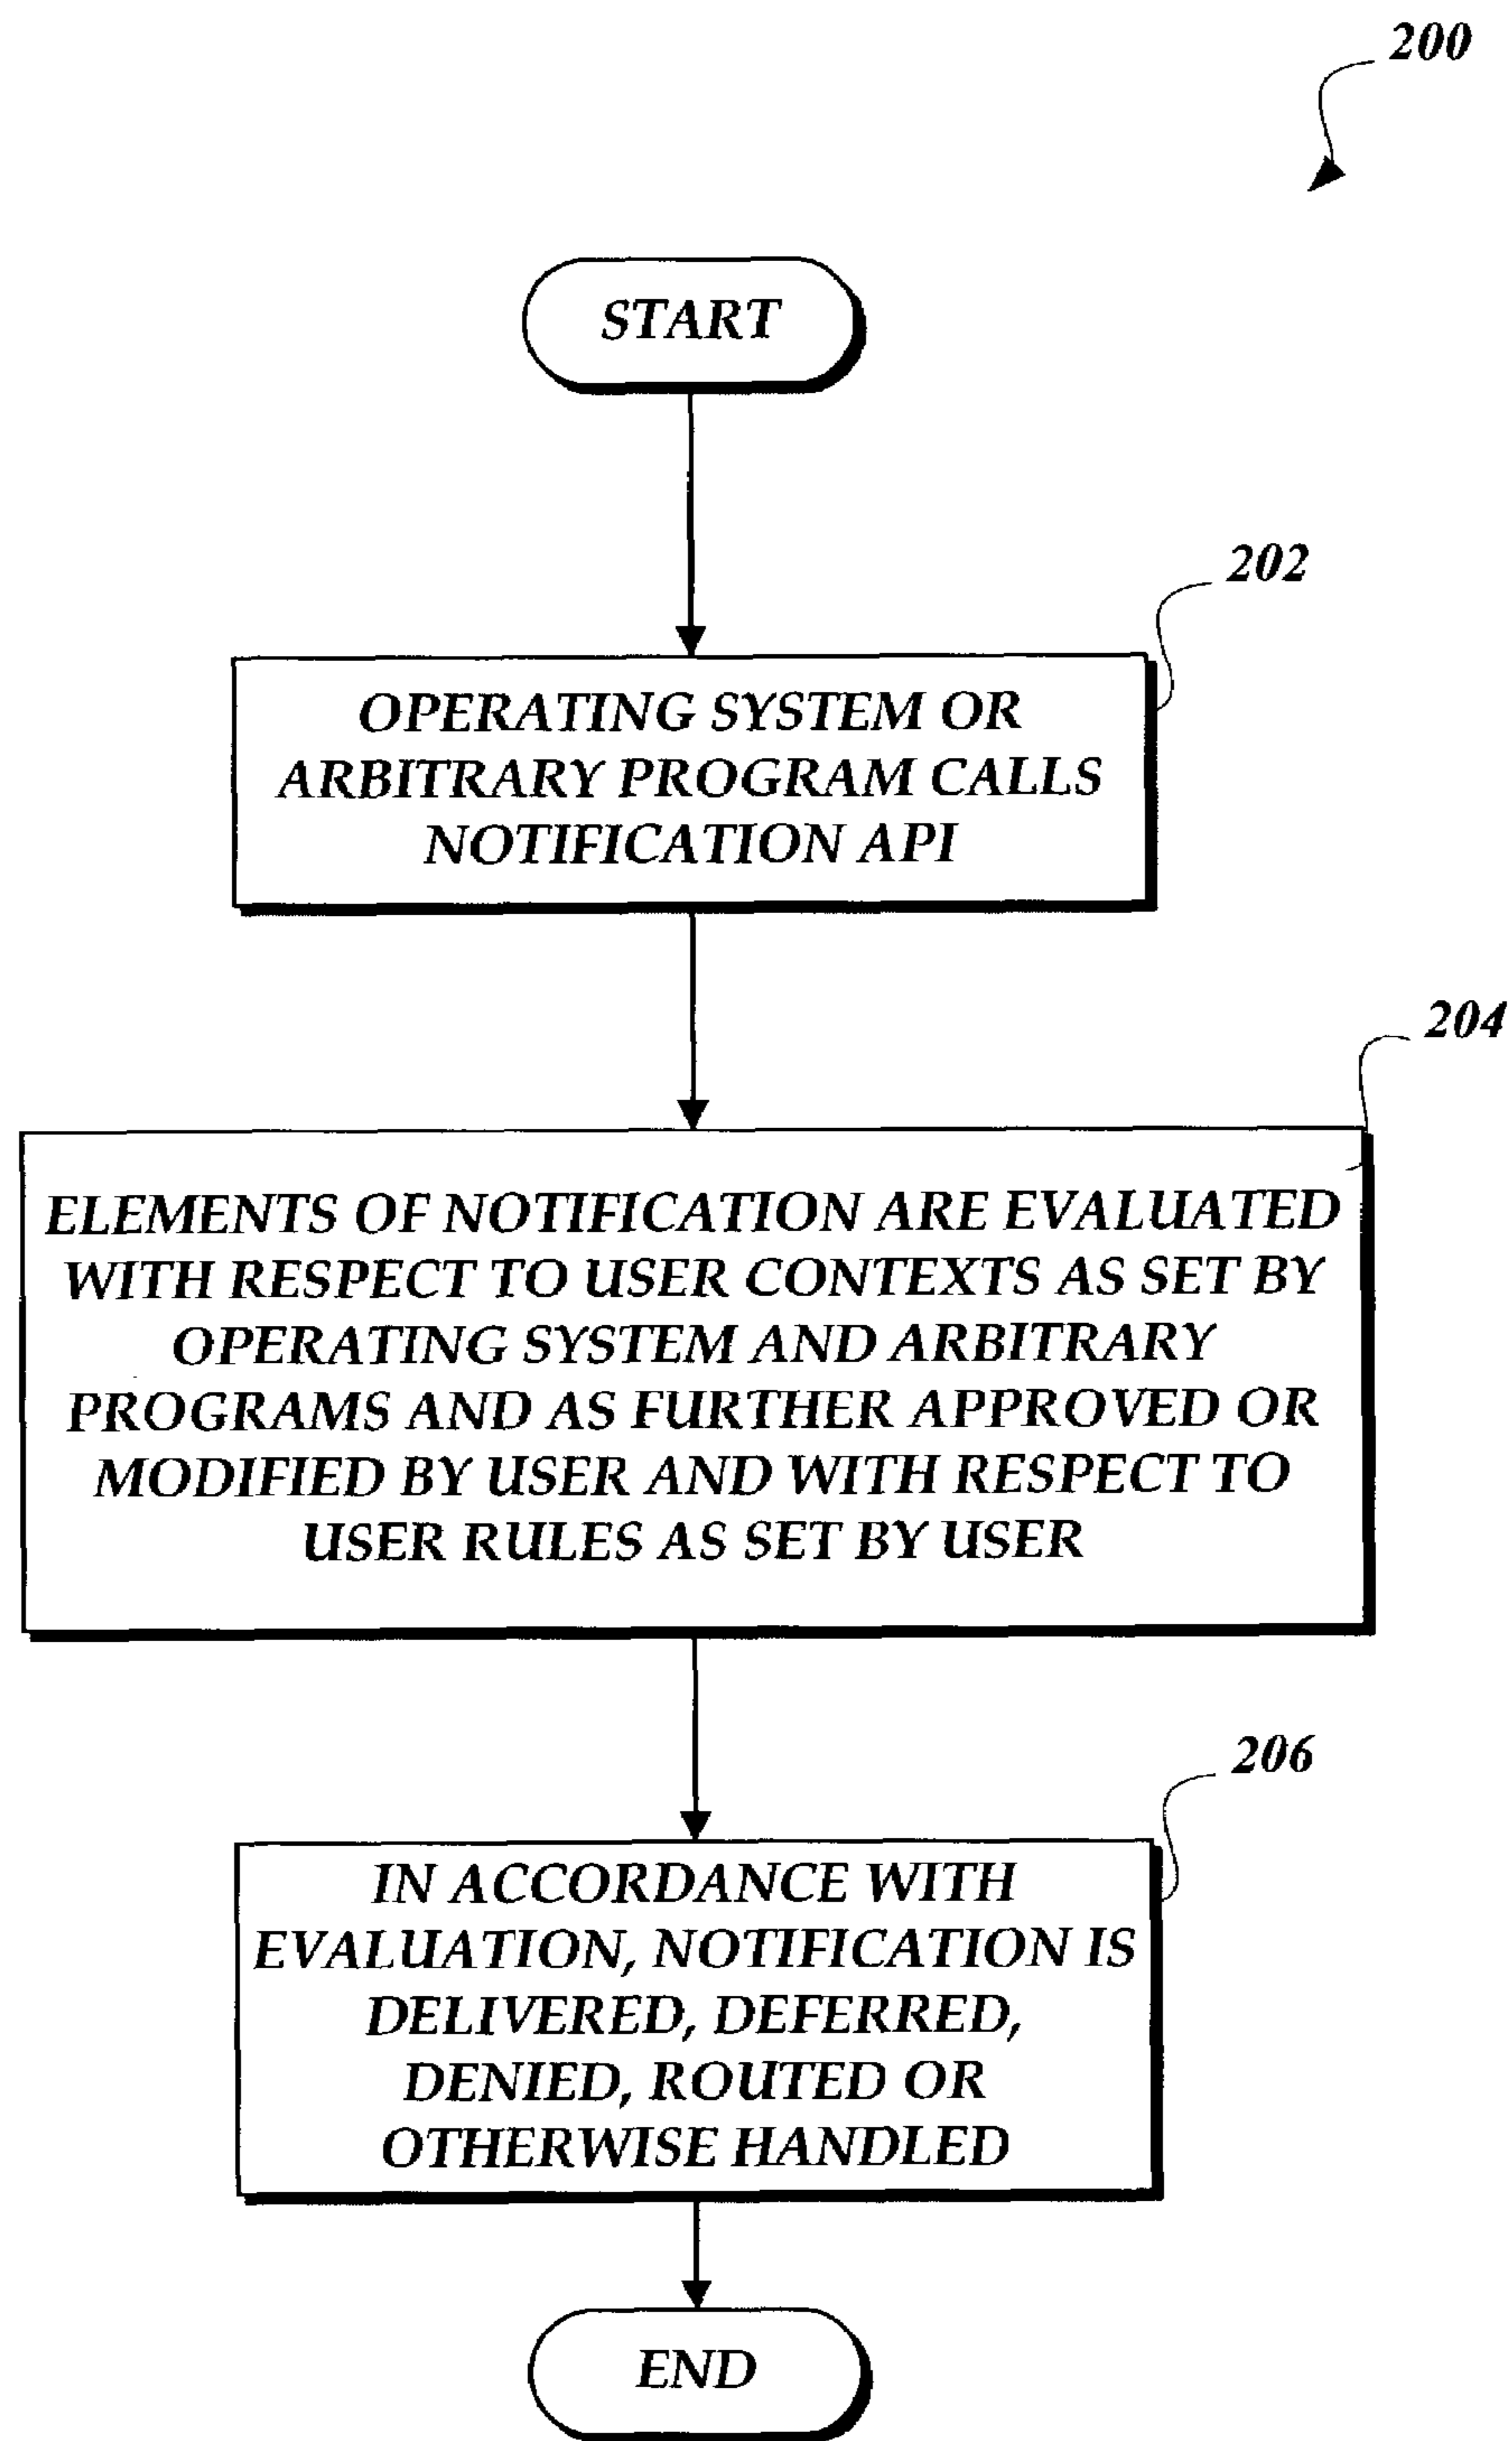 200
START
202
OPERATING SYSTEM OR
ARBITRARY PROGRAM CALLS
NOTIFICATION API
204
ELEMENTS OF NOTIFICATION ARE EVALUATED
WITH RESPECT TO USER CONTEXTS AS SET BY
OPERATING SYSTEM AND ARBITRARY
PROGRAMS AND AS FURTHER APPROVED OR
MODIFIED BY USER AND WITH RESPECT TO
USER RULES AS SET BY USER
206
IN ACCORDANCE WITH
EVALUATION, NOTIFICATION IS
DELIVERED, DEFERRED,
DENIED, ROUTED OR
OTHERWISE HANDLED
END